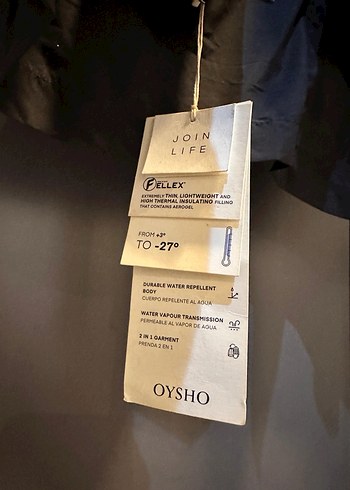 JOIN
LIFE
FELLEX®
EXTREMELY THIN, LIGHTWEIGHT AND
HIGH THERMAL INSULATING FILLING
THAT CONTAINS AEROGEL
FROM +3º
TO -27º
DURABLE WATER REPELLENT
BODY
CUERPO REPELENTE AL AGUA
WATER VAPOUR TRANSMISSION
PERMEABLE AL VAPOR DE AGUA
2 IN 1 GARMENT
PRENDA 2 EN 1
OYSHO